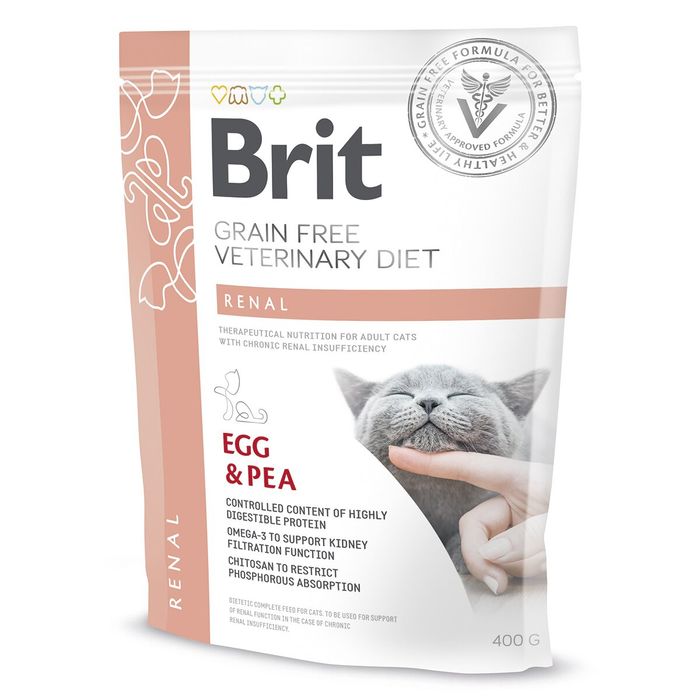 Brit
GRAIN FREE
VETERINARY DIET
RENAL
THERAPEUTICAL NUTRITION FOR ADULT CATS
WITH CHRONIC RENAL INSUFFICIENCY
EGG
& PEA
CONTROLLED CONTENT OF HIGHLY
DIGESTIBLE PROTEIN
OMEGA-3 TO SUPPORT KIDNEY
FILTRATION FUNCTION
CHITOSAN TO RESTRICT
PHOSPHOROUS ABSORPTION
DIETETIC COMPLETE FEED FOR CATS: TO BE USED FOR SUPPORT
OF RENAL FUNCTION IN THE CASE OF CHRONIC
RENAL INSUFFICIENCY.
400 G
RENAL
* GRAIN FREE FORMULA FOR BETTER & HEALTHY LIFE
VETERINARY APPROVED FORMULA
V